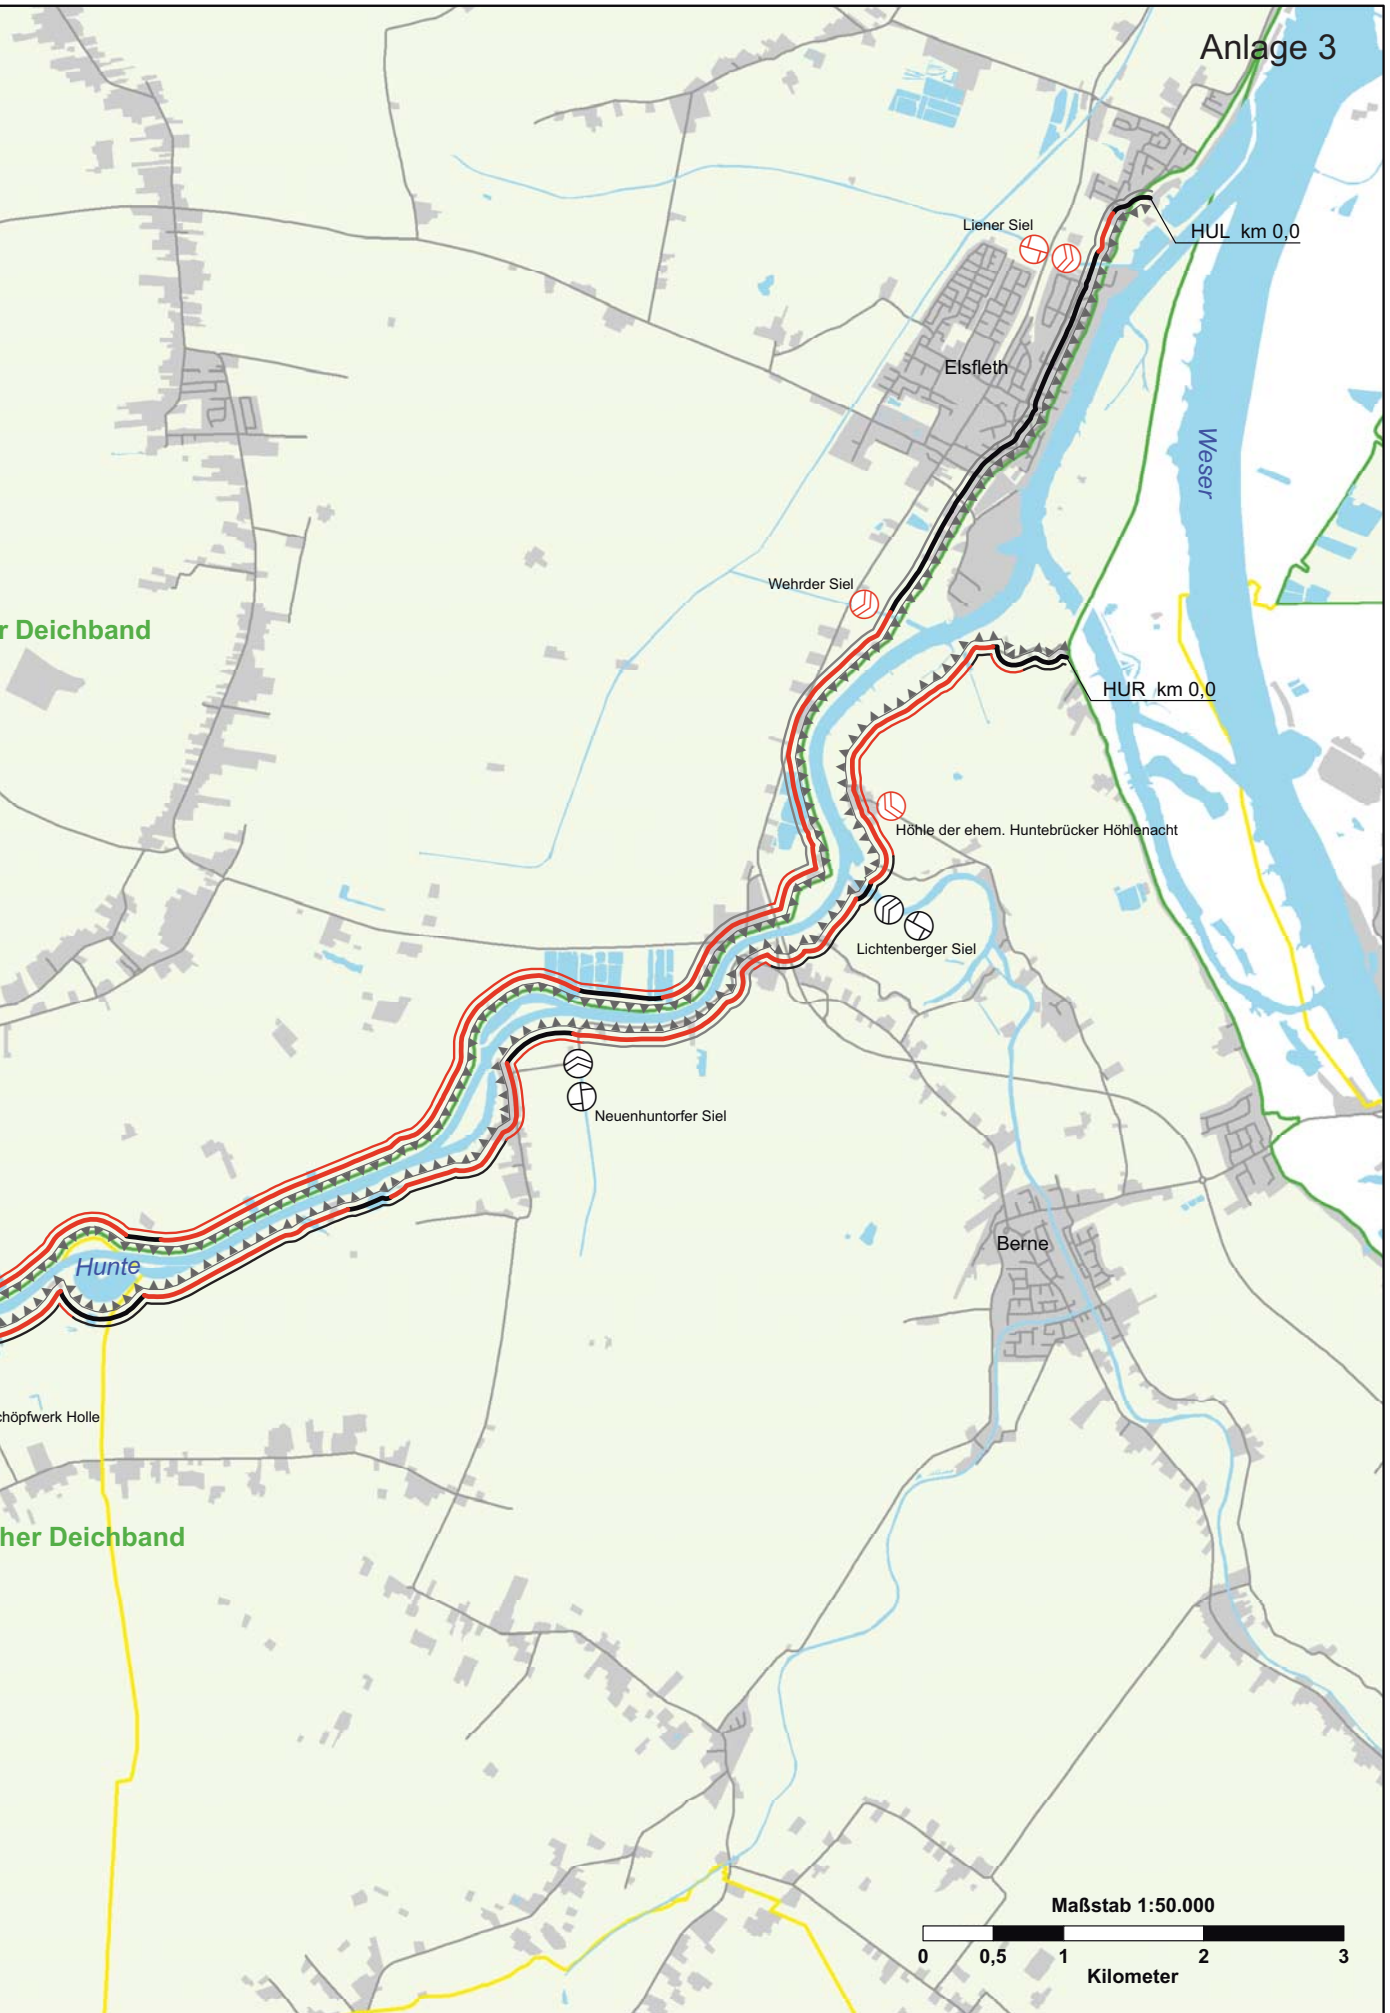 Anlage 3
Liener Siel
HUL km 0,0
Elsfleth
Weser
Wehrder Siel
r Deichband
HUR km 0,0
Höhle der ehem. Huntebrücker Höhlenacht
Lichtenberger Siel
Neuenhuntorfer Siel
Berne
Hunte
chöpfwerk Holle
her Deichband
Maßstab 1:50.000
0 0,5 1 2 3
Kilometer